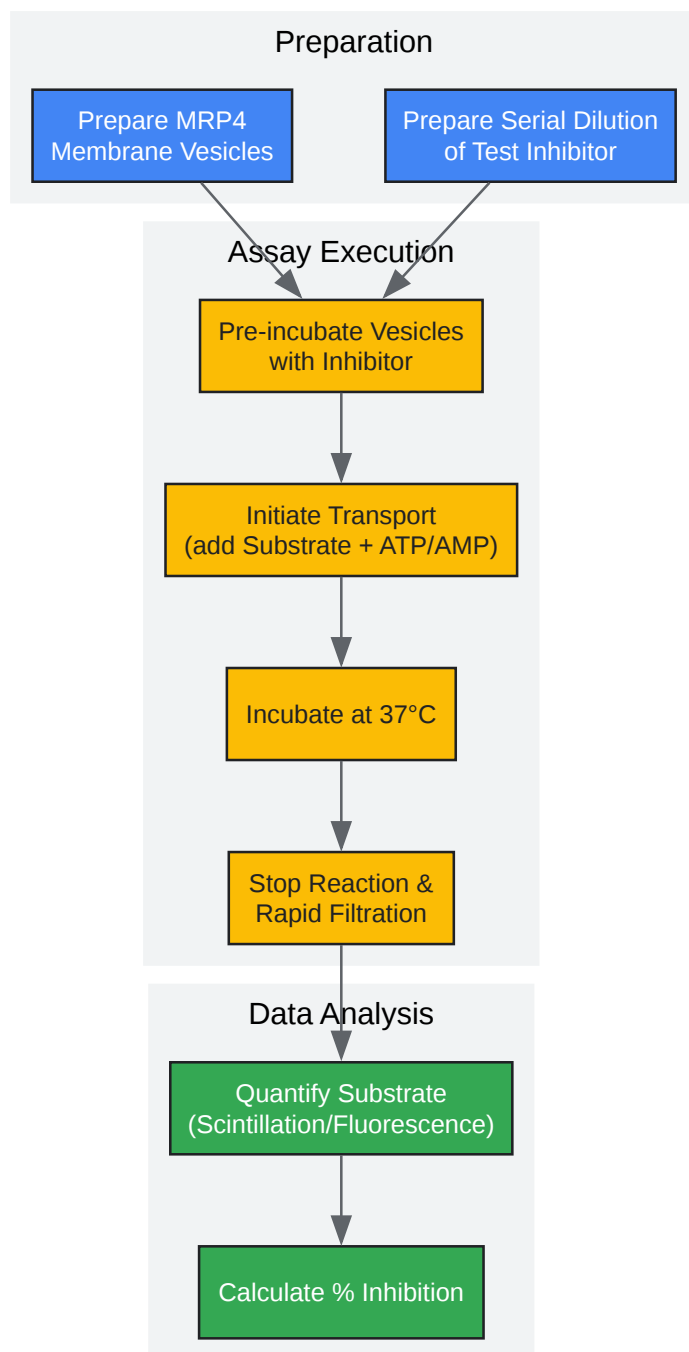 Preparation
Prepare MRP4
Membrane Vesicles
Prepare Serial Dilution
of Test Inhibitor
Assay Execution
Pre-incubate Vesicles
with Inhibitor
Initiate Transport
(add Substrate + ATP/AMP)
Incubate at 37°C
Stop Reaction &
Rapid Filtration
Data Analysis
Quantify Substrate
(Scintillation/Fluorescence)
Calculate % Inhibition